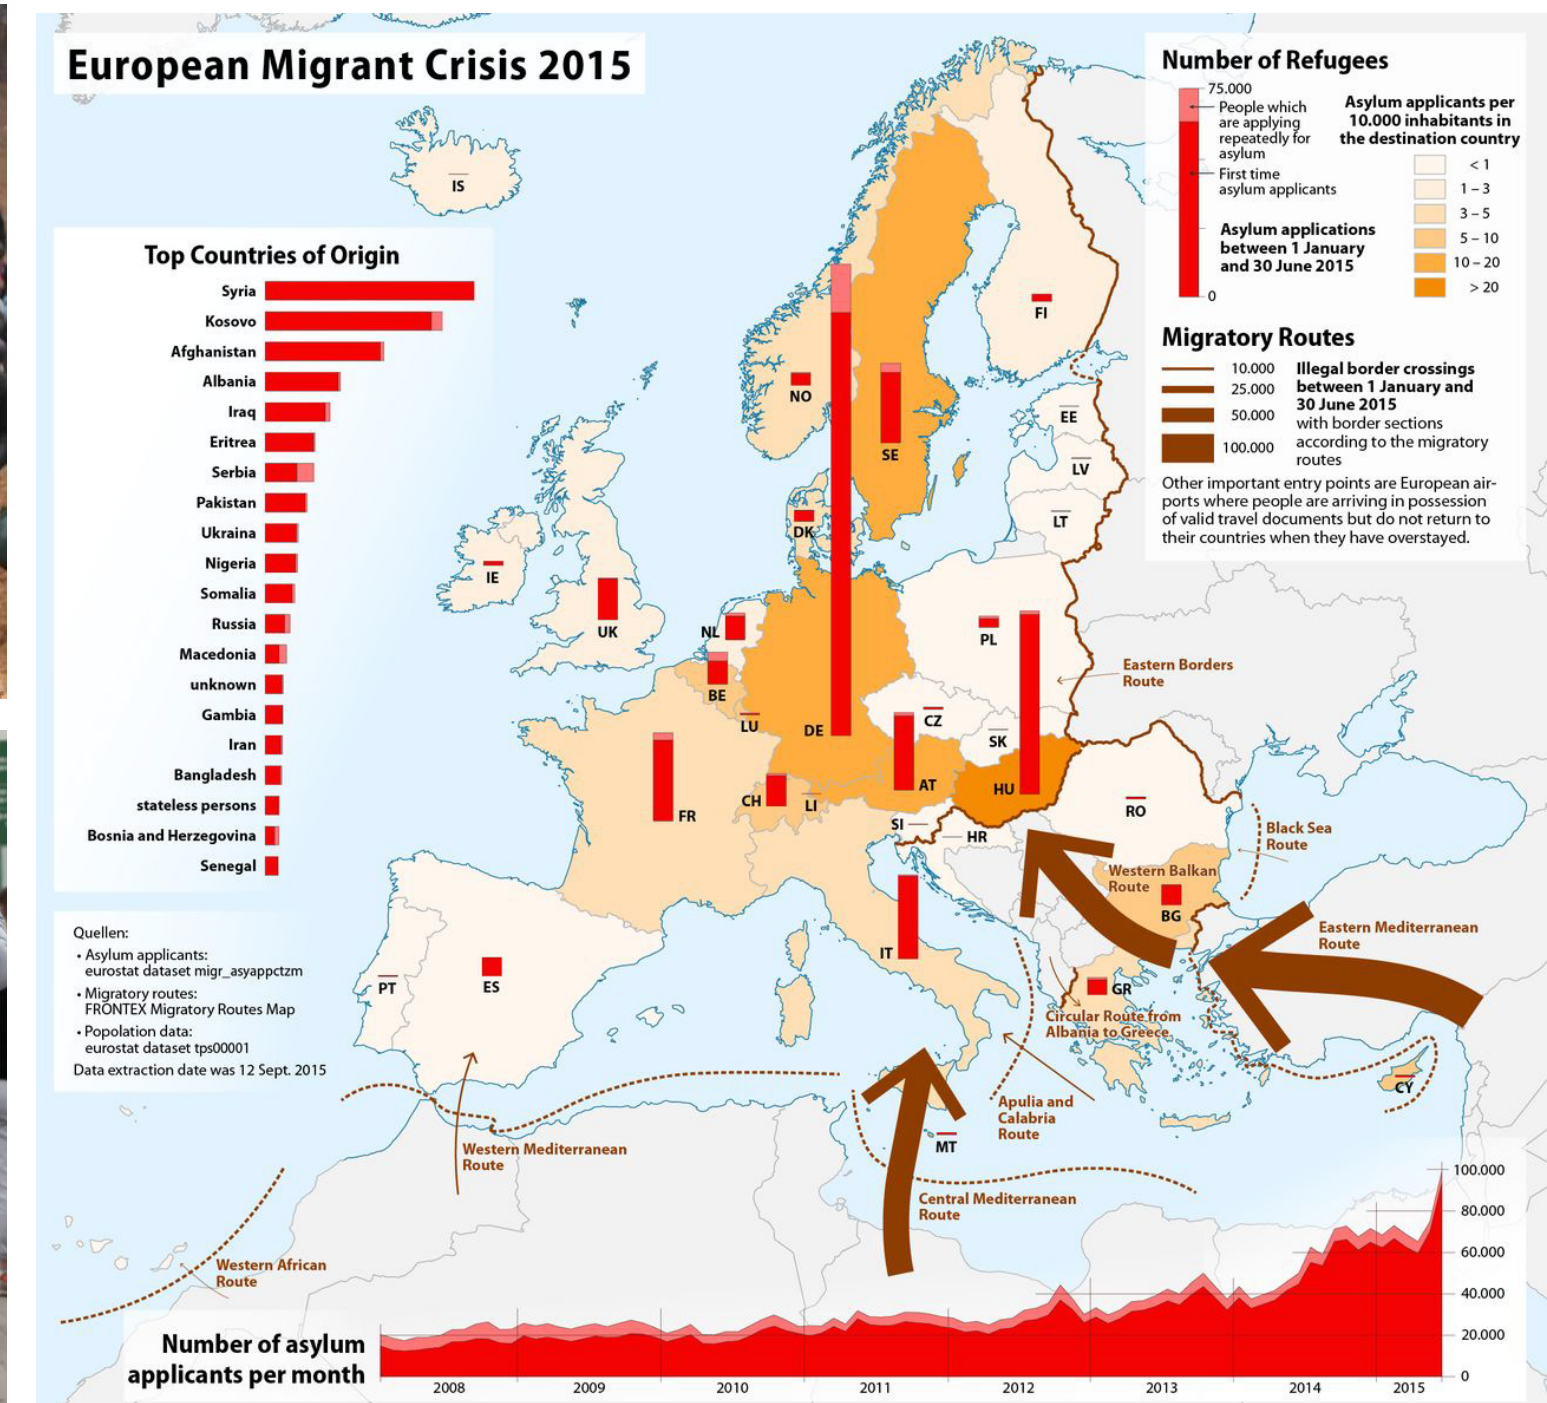 European Migrant Crisis 2015
Number of Refugees
75.000
People which
are applying
repeatedly for
asylum
First time
asylum applicants
Asylum applications
between 1 January
and 30 June 2015
0
Asylum applicants per
10.000 inhabitants in
the destination country
< 1
1 – 3
3 – 5
5 – 10
10 – 20
> 20
Migratory Routes
10.000
25.000
50.000
100.000
Illegal border crossings
between 1 January and
30 June 2015
with border sections
according to the migratory
routes
Other important entry points are European air-
ports where people are arriving in possession
of valid travel documents but do not return to
their countries when they have overstayed.
Top Countries of Origin
Syria
Kosovo
Afghanistan
Albania
Iraq
Eritrea
Serbia
Pakistan
Ukraina
Nigeria
Somalia
Russia
Macedonia
unknown
Gambia
Iran
Bangladesh
stateless persons
Bosnia and Herzegovina
Senegal
Quellen:
• Asylum applicants:
eurostat dataset migr_asyappctzm
• Migratory routes:
FRONTEX Migratory Routes Map
• Popolation data:
eurostat dataset tps00001
Data extraction date was 12 Sept. 2015
IS
FI
NO
SE
EE
LV
LT
DK
IE
UK
NL
PL
BE
LU
DE
CZ
SK
FR
CH
LI
AT
HU
RO
SI
HR
BG
IT
PT
ES
GR
CY
MT
Eastern Borders
Route
Black Sea
Route
Western Balkan
Route
Eastern Mediterranean
Route
Circular Route from
Albania to Greece
Apulia and
Calabria
Route
Western Mediterranean
Route
Central Mediterranean
Route
Western African
Route
Number of asylum
applicants per month
100.000
80.000
60.000
40.000
20.000
0
2008
2009
2010
2011
2012
2013
2014
2015